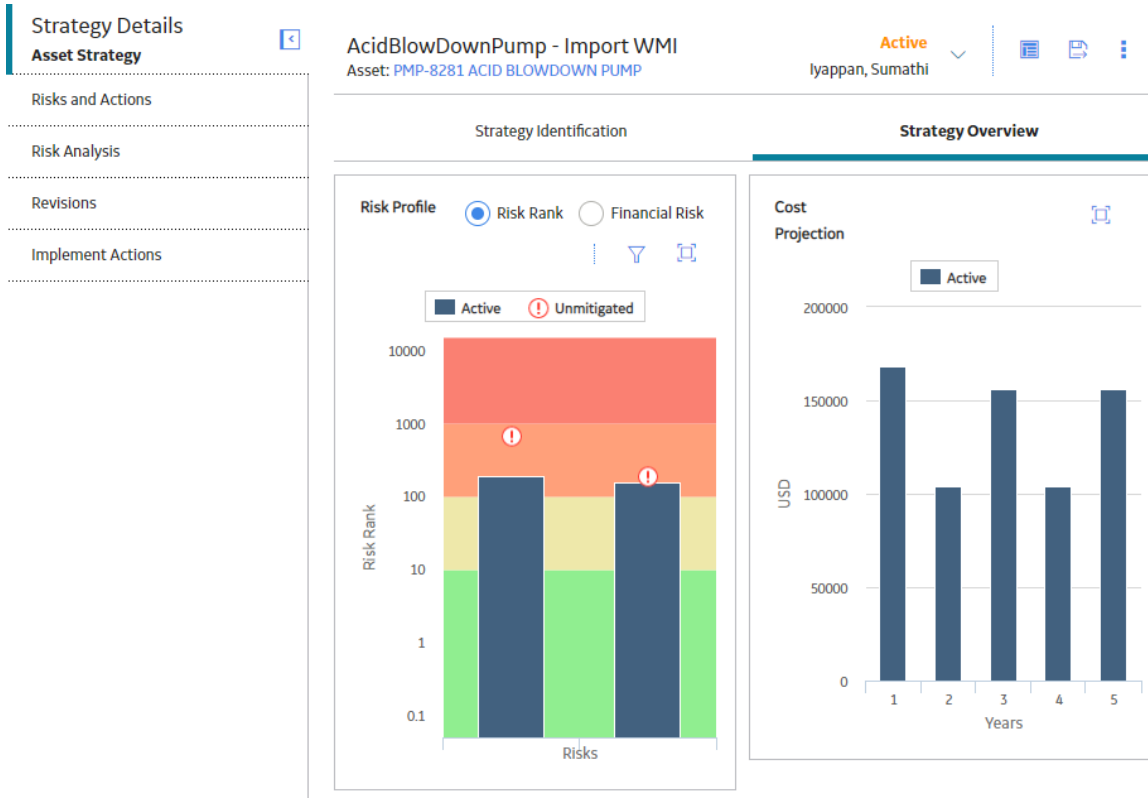 Strategy Details
Asset Strategy
Risks and Actions
Risk Analysis
Revisions
Implement Actions
AcidBlowDownPump - Import WMI
Asset: PMP-8281 ACID BLOWDOWN PUMP
Active
Iyappan, Sumathi
Strategy Identification
Strategy Overview
Risk Profile
Risk Rank
Financial Risk
Active
Unmitigated
10000
1000
100
10
1
0.1
Risk Rank
Risks
Cost
Projection
Active
200000
150000
100000
50000
0
USD
1 2 3 4 5
Years